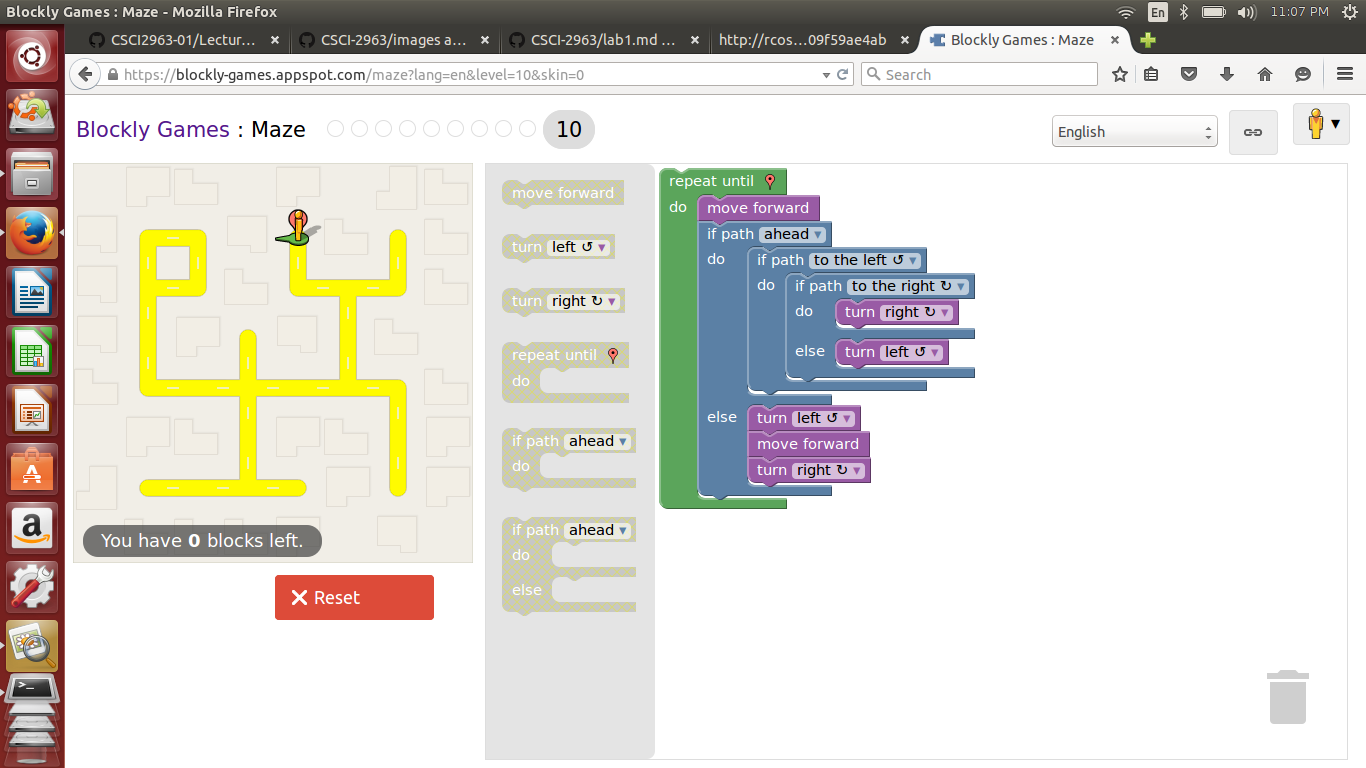 Blockly Games : Maze - Mozilla Firefox
En
11:07 PM
CSCI2963-01/Lectur...
CSCI-2963/images a...
CSCI-2963/lab1.md ...
http://rcos...09f59ae4ab
Blockly Games : Maze
https://blockly-games.appspot.com/maze?lang=en&level=10&skin=0
Search
Blockly Games : Maze
10
English
move forward
turn left ↺ ▾
turn right ↻ ▾
repeat until
do
if path ahead ▾
do
if path ahead ▾
do
else
repeat until
do
move forward
if path ahead ▾
do
if path to the left ↺ ▾
do
if path to the right ↻ ▾
do
turn right ↻ ▾
else
turn left ↺ ▾
else
turn left ↺ ▾
move forward
turn right ↻ ▾
You have 0 blocks left.
Reset